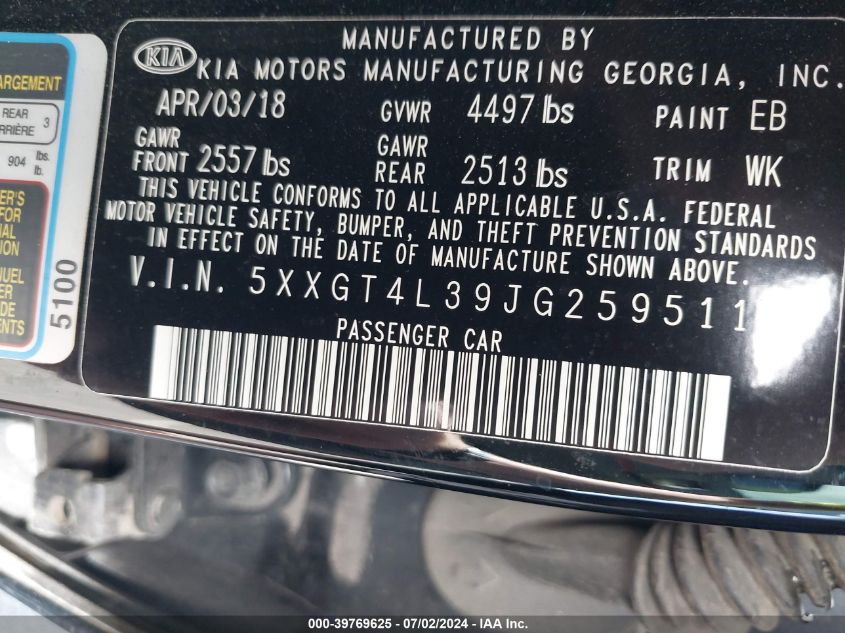 MANUFACTURED BY
KIA KIA MOTORS MANUFACTURING GEORGIA, INC.
APR/03/18 GVWR 4497 lbs PAINT EB
GAWR FRONT 2557 lbs GAWR REAR 2513 lbs TRIM WK
THIS VEHICLE CONFORMS TO ALL APPLICABLE U.S.A. FEDERAL
MOTOR VEHICLE SAFETY, BUMPER, AND THEFT PREVENTION STANDARDS
IN EFFECT ON THE DATE OF MANUFACTURE SHOWN ABOVE.
V.I.N. 5XXGT4L39JG259511
PASSENGER CAR
REAR 3
904 lbs.
lb.
5100
000-39769625 - 07/02/2024 - IAA Inc.